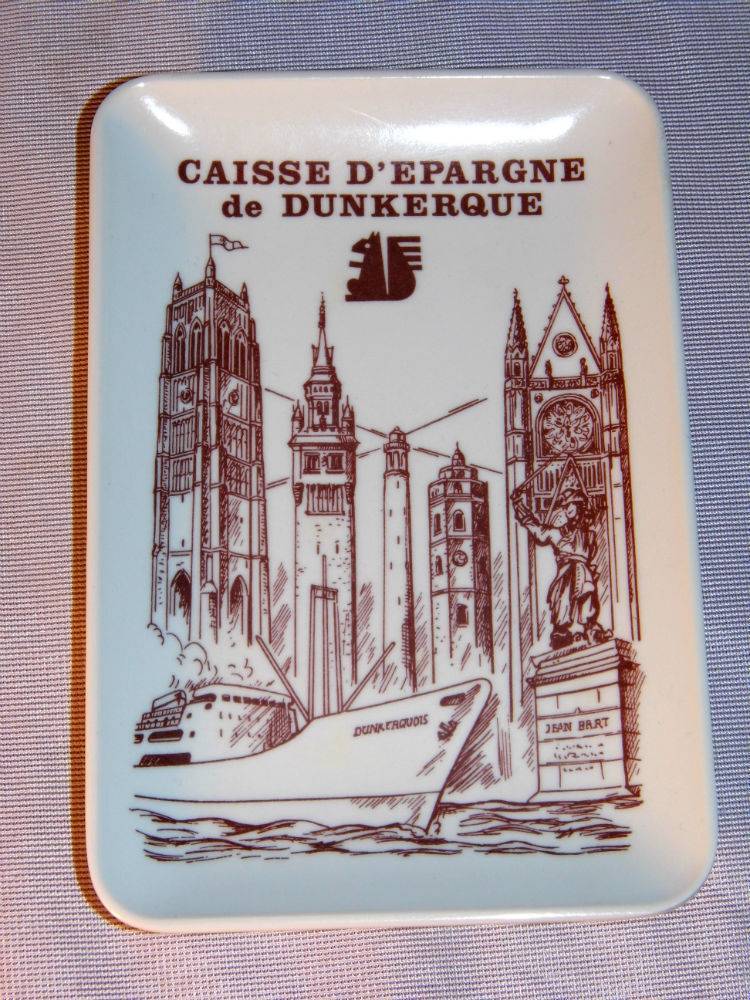 CAISSE D'EPARGNE
de DUNKERQUE
DUNKERQUOIS
JEAN BART